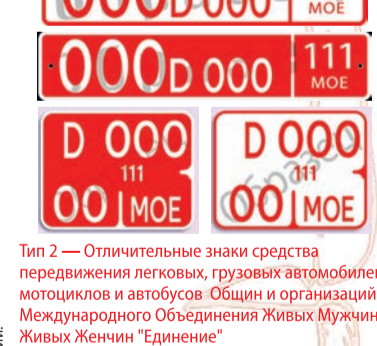 000D 000
МОЕ
000D 000
111
МОЕ
D 000
111
00 МОЕ
D 000
111
00 МОЕ
Образец
Тип 2 — Отличительные знаки средства
передвижения легковых, грузовых автомобилей
мотоциклов и автобусов Общин и организаций
Международного Объединения Живых Мужчин
Живых Женчин "Единение"